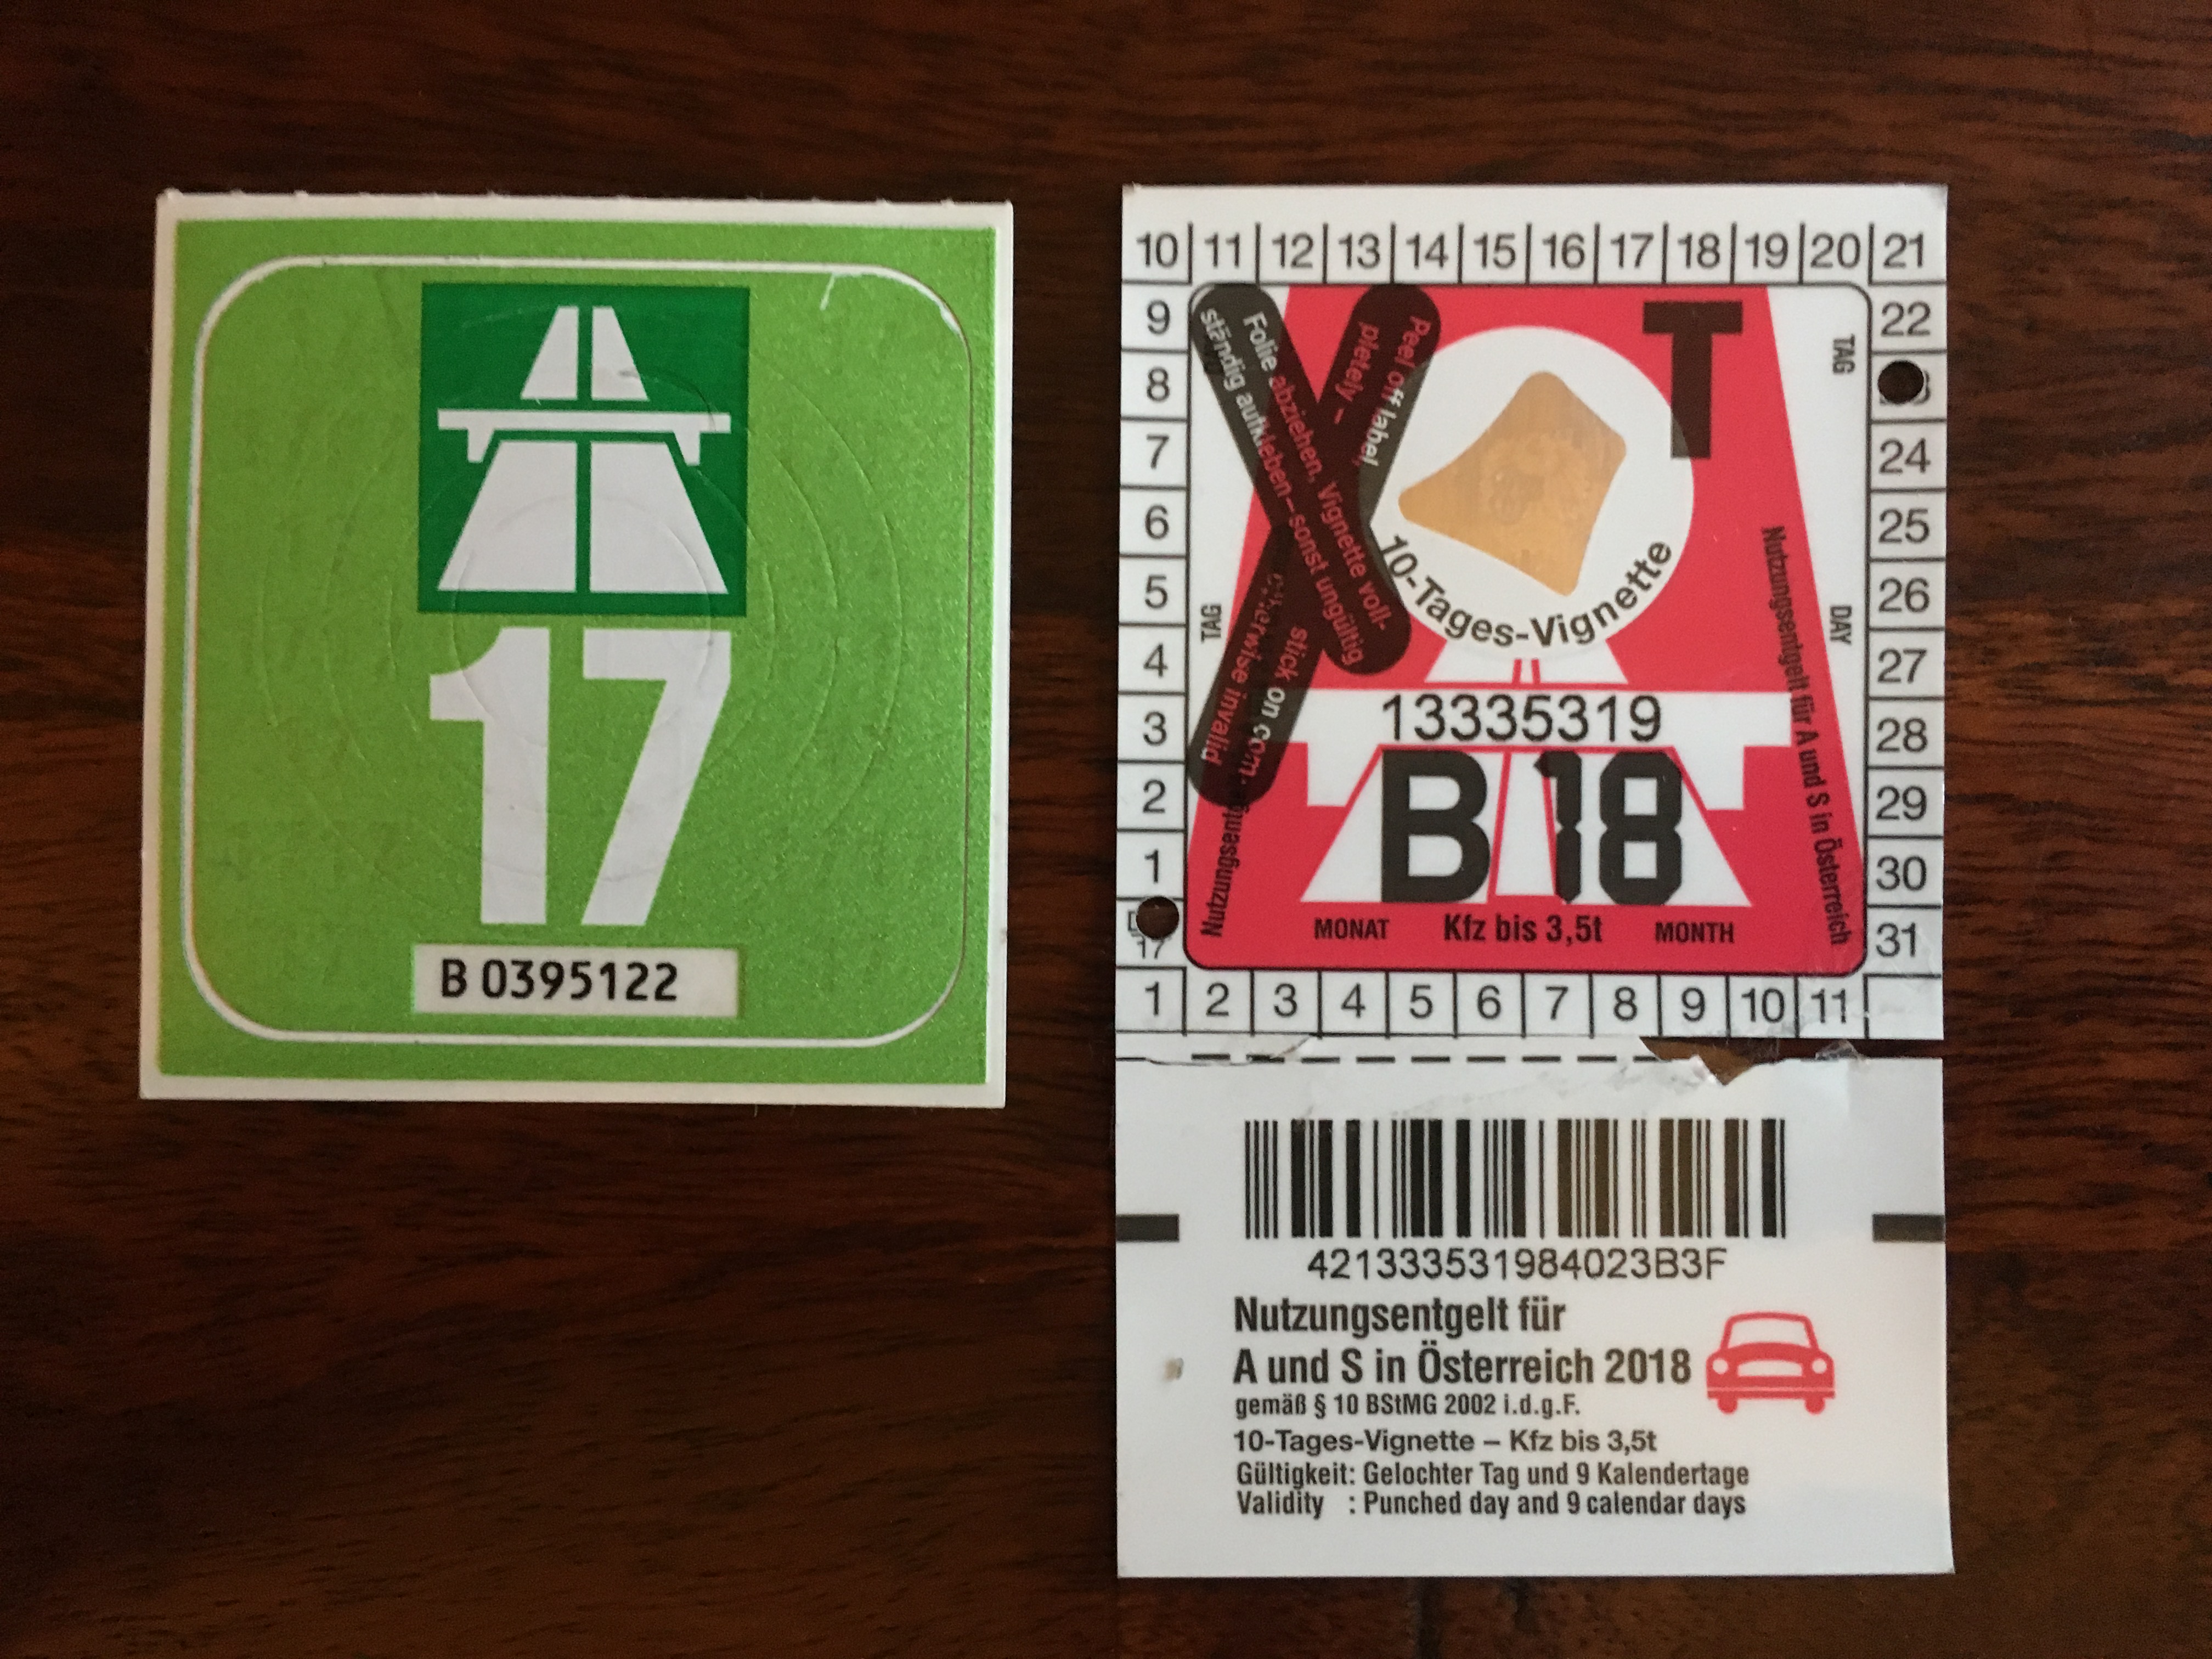 17
B 0395122
10 11 12 13 14 15 16 17 18 19 20 21
9
8
7
6
5
4
3
2
1
17
22
24
25
26
27
28
29
30
31
1 2 3 4 5 6 7 8 9 10 11
Folie abziehen, Vignette voll-
ständig aufkleben – sonst ungültig
Peel off label,
stick on com-
pletely –
otherwise invalid
T
TAG
TAG
DAY
10-Tages-Vignette
Nutzungsentgelt für A und S in Österreich
13335319
B 18
MONAT Kfz bis 3,5t MONTH
421333531984023B3F
Nutzungsentgelt für
A und S in Österreich 2018
gemäß § 10 BStMG 2002 i.d.g.F.
10-Tages-Vignette – Kfz bis 3,5t
Gültigkeit: Gelochter Tag und 9 Kalendertage
Validity : Punched day and 9 calendar days